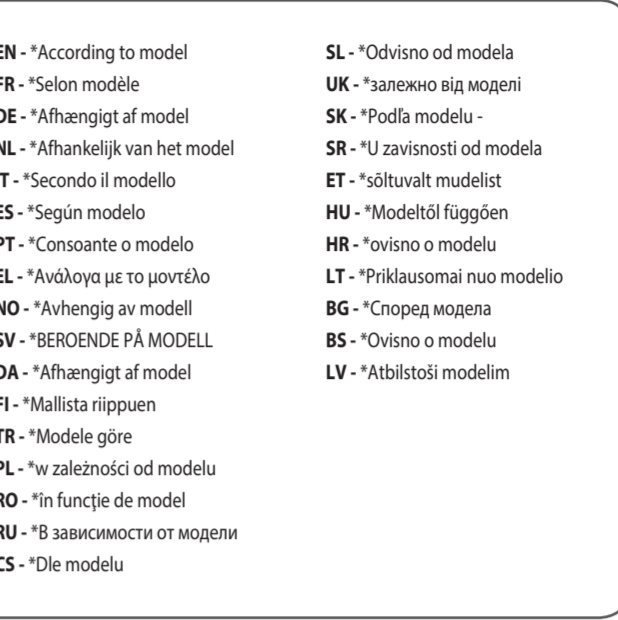 EN - *According to model
FR - *Selon modèle
DE - *Afhængigt af model
NL - *Afhankelijk van het model
IT - *Secondo il modello
ES - *Según modelo
PT - *Consoante o modelo
EL - *Ανάλογα με το μοντέλο
NO - *Avhengig av modell
SV - *BEROENDE PÅ MODELL
DA - *Afhængigt af model
FI - *Mallista riippuen
TR - *Modele göre
PL - *w zależności od modelu
RO - *în funcţie de model
RU - *В зависимости от модели
CS - *Dle modelu
SL - *Odvisno od modela
UK - *залежно від моделі
SK - *Podľa modelu -
SR - *U zavisnosti od modela
ET - *sõltuvalt mudelist
HU - *Modeltől függően
HR - *ovisno o modelu
LT - *Priklausomai nuo modelio
BG - *Според модела
BS - *Ovisno o modelu
LV - *Atbilstoši modelim